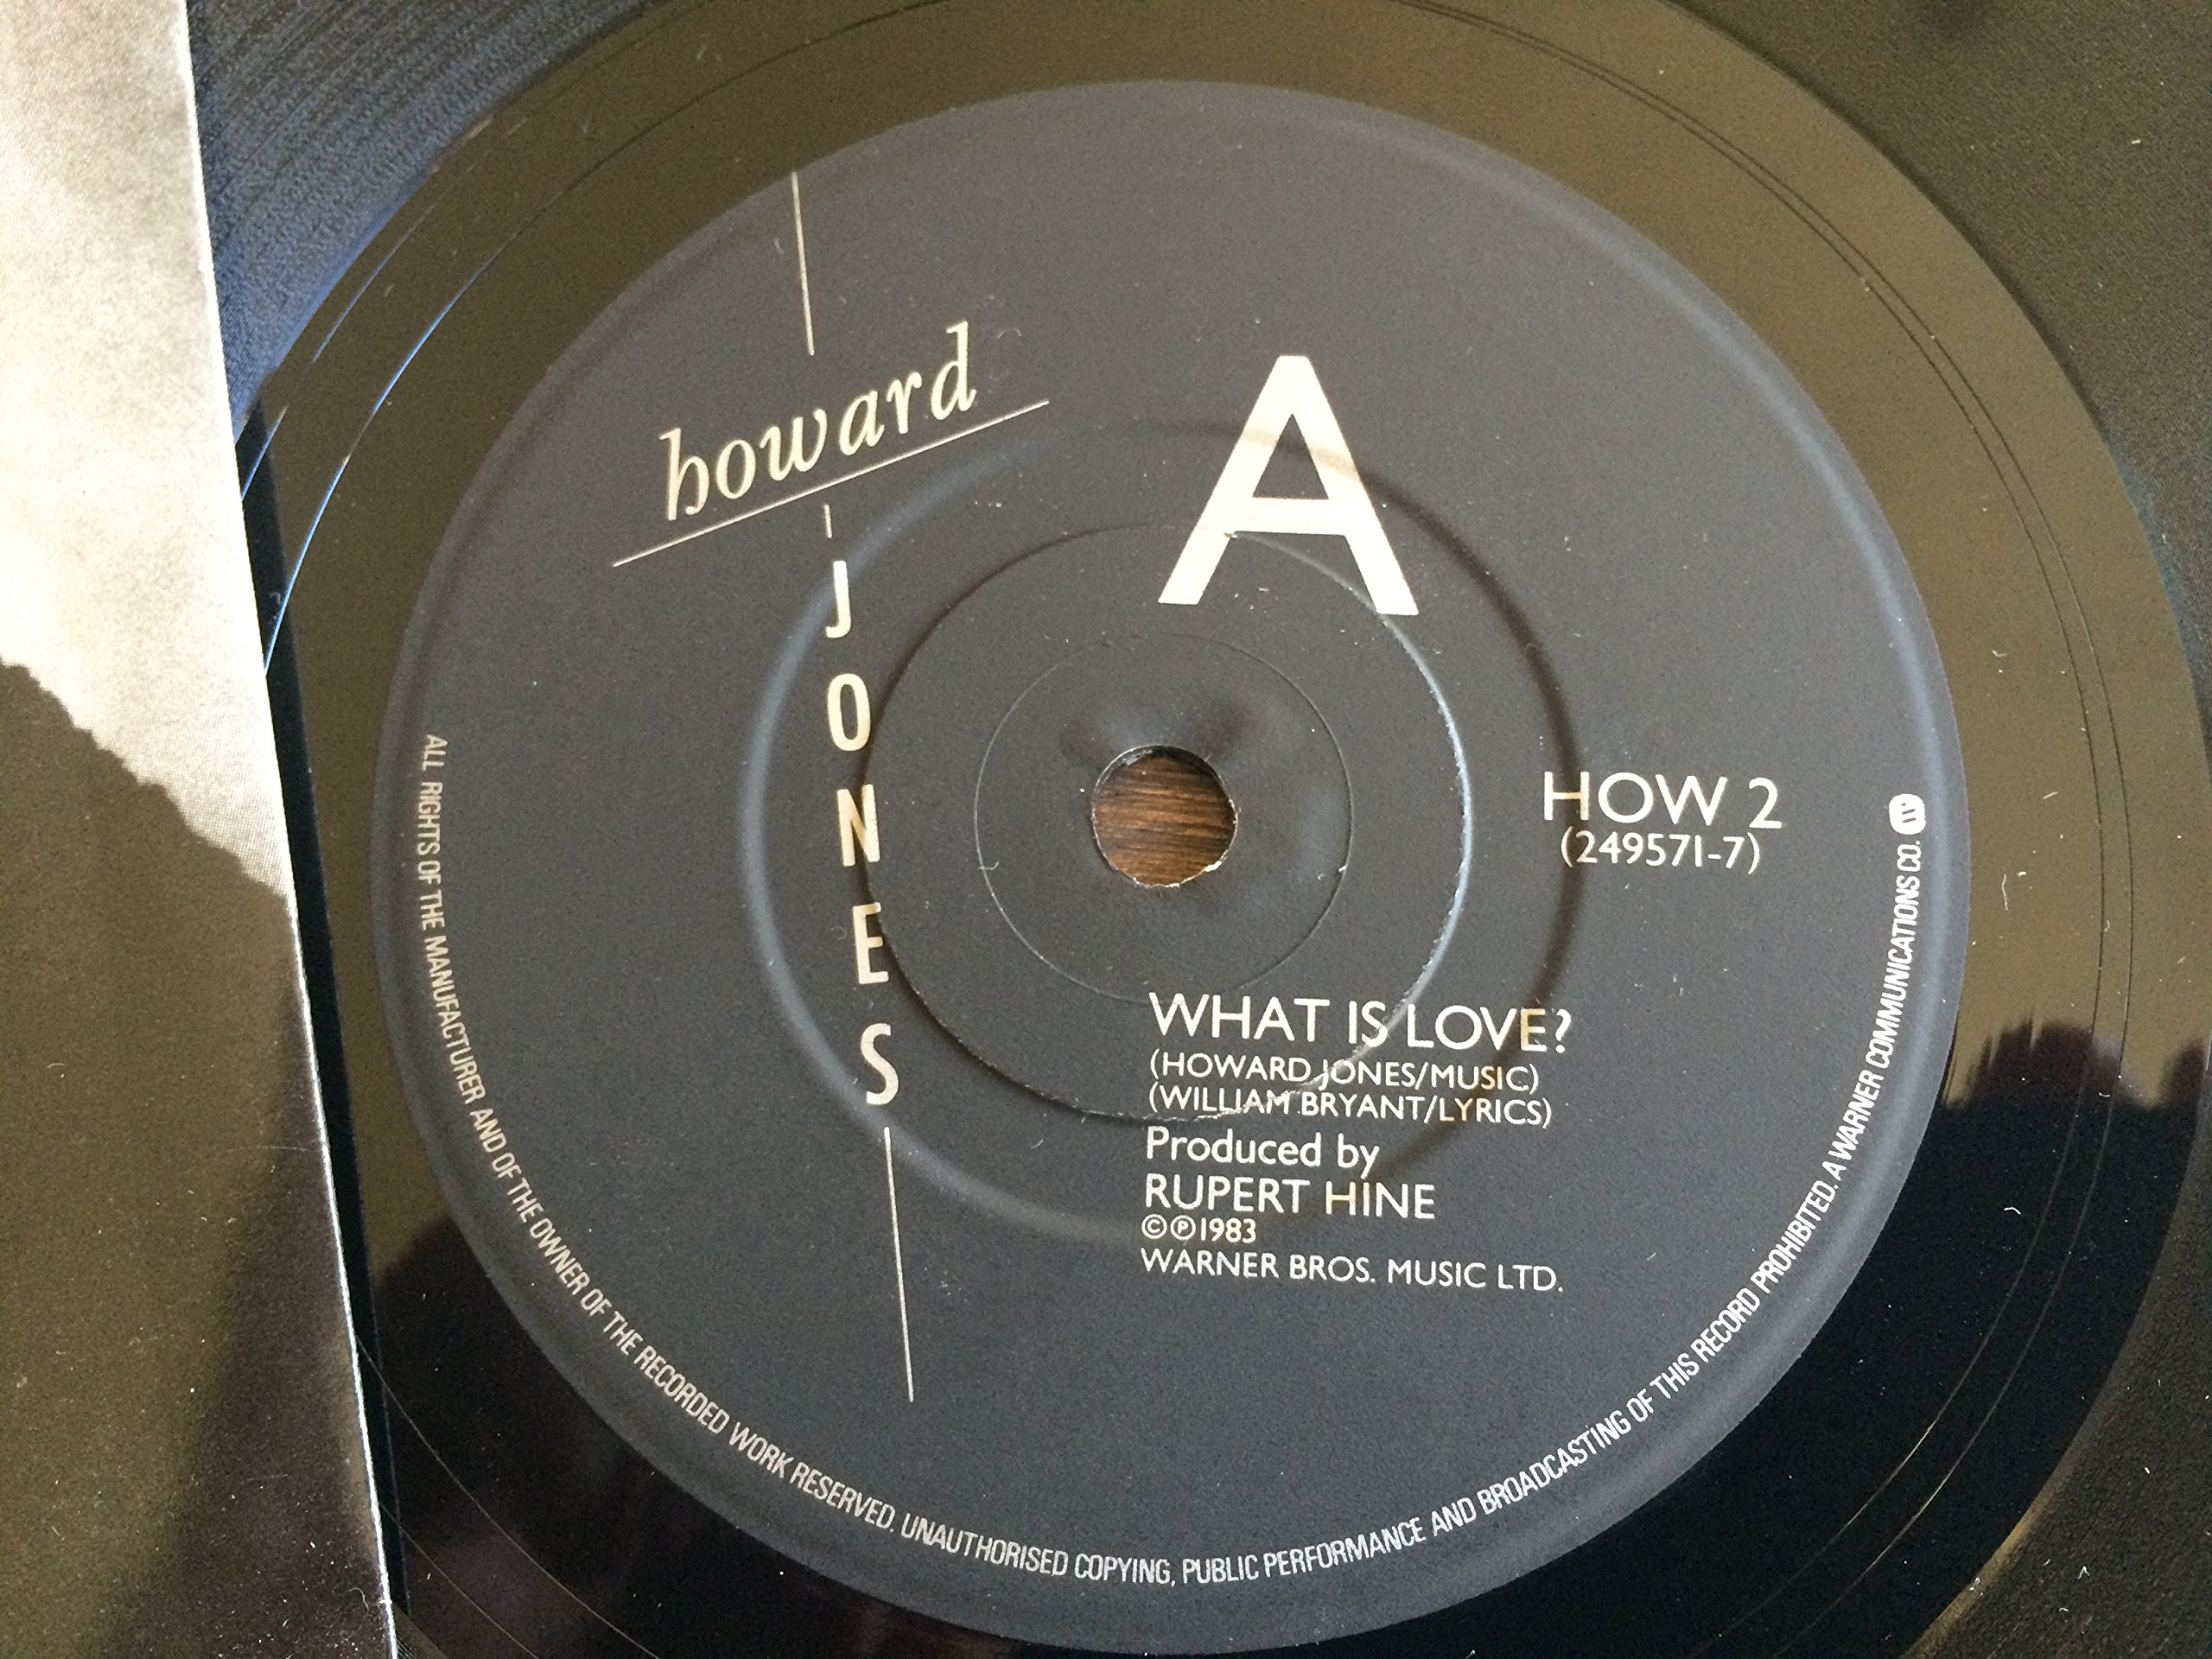 howard
JONES
A
HOW 2
(249571-7)
WHAT IS LOVE?
(HOWARD JONES/MUSIC)
(WILLIAM BRYANT/LYRICS)
Produced by
RUPERT HINE
©℗1983
WARNER BROS. MUSIC LTD.
ALL RIGHTS OF THE MANUFACTURER AND OF THE OWNER OF THE RECORDED WORK RESERVED. UNAUTHORISED COPYING, PUBLIC PERFORMANCE AND BROADCASTING OF THIS RECORD PROHIBITED. A WARNER COMMUNICATIONS CO.